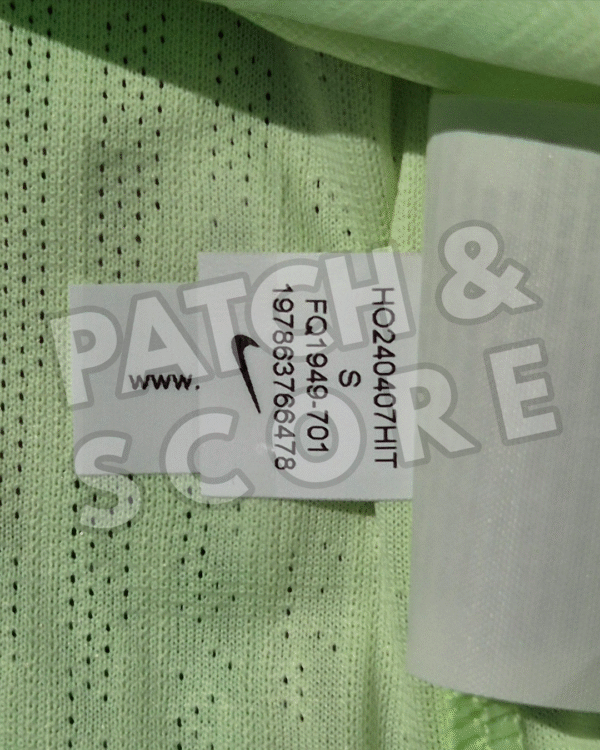 PATCH &
SCORE
HO240407HIT
S
FQ1949-701
197863766478
www.